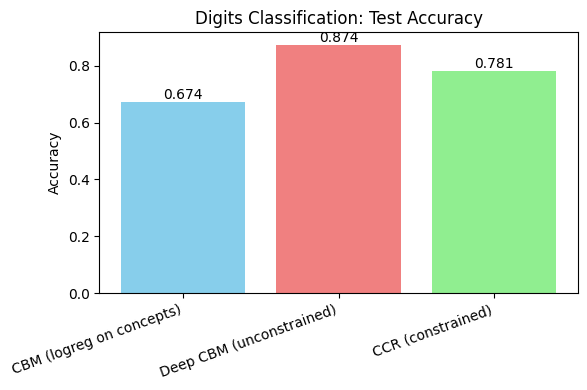 Digits Classification: Test Accuracy
Accuracy
0.8
0.6
0.4
0.2
0.0
0.674
0.874
0.781
CBM (logreg on concepts)
Deep CBM (unconstrained)
CCR (constrained)